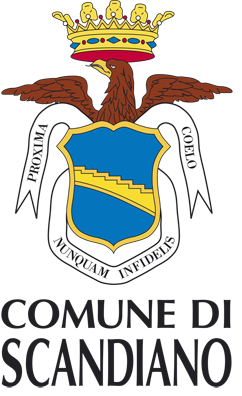 PROXIMA
COELO
NUNQUAM INFIDELIS
COMUNE DI
SCANDIANO